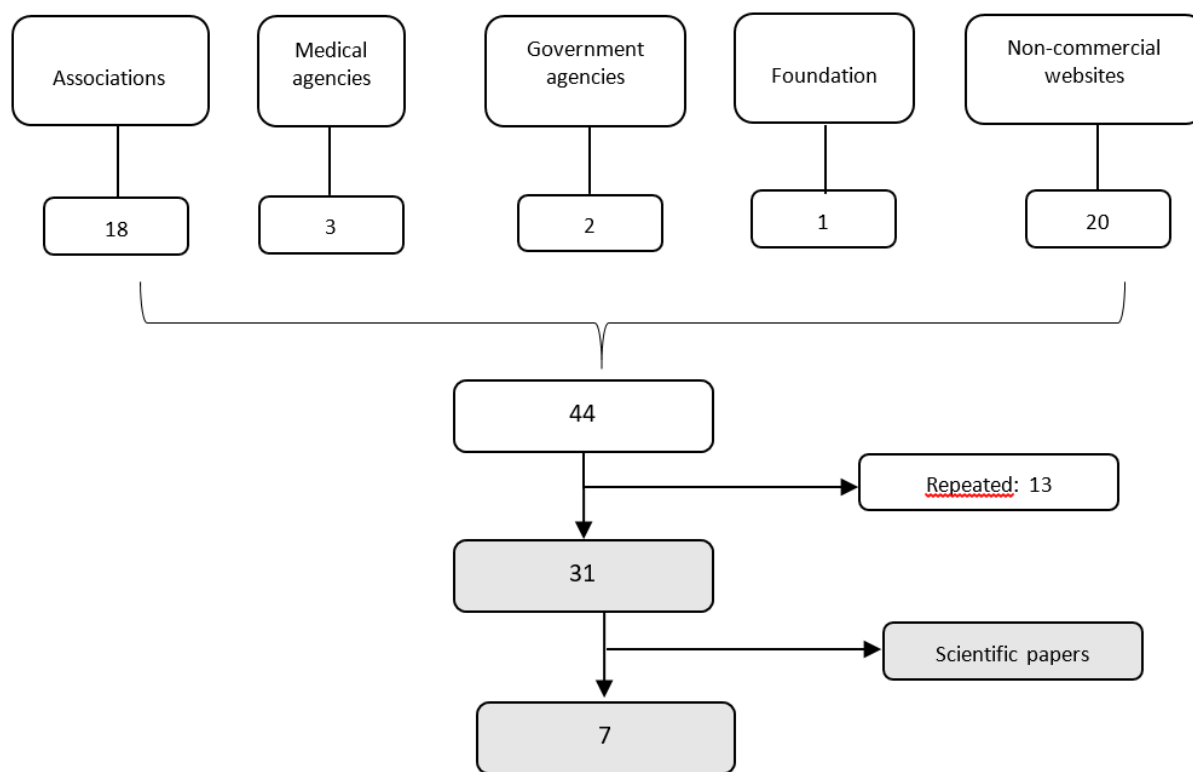 Associations
Medical
agencies
Government
agencies
Foundation
Non-commercial
websites
18
3
2
1
20
44
Repeated: 13
31
Scientific papers
7